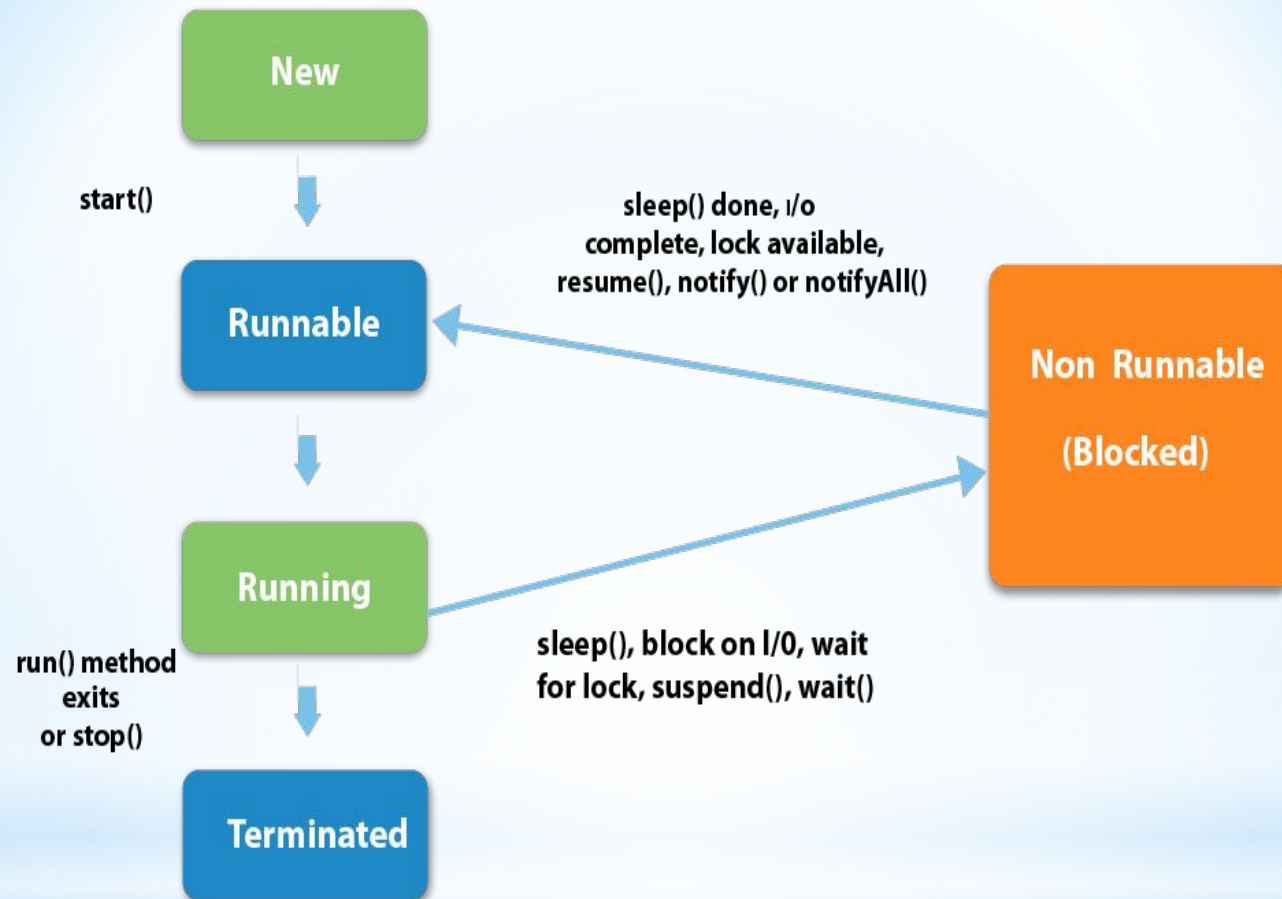 New
start()
sleep() done, I/o
complete, lock available,
resume(), notify() or notifyAll()
Runnable
Non Runnable
(Blocked)
Running
sleep(), block on I/0, wait
for lock, suspend(), wait()
run() method
exits
or stop()
Terminated